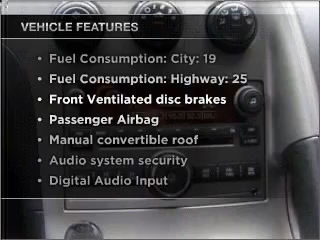 VEHICLE FEATURES
• Fuel Consumption: City: 19
• Fuel Consumption: Highway: 25
• Front Ventilated disc brakes
• Passenger Airbag
• Manual convertible roof
• Audio system security
• Digital Audio Input